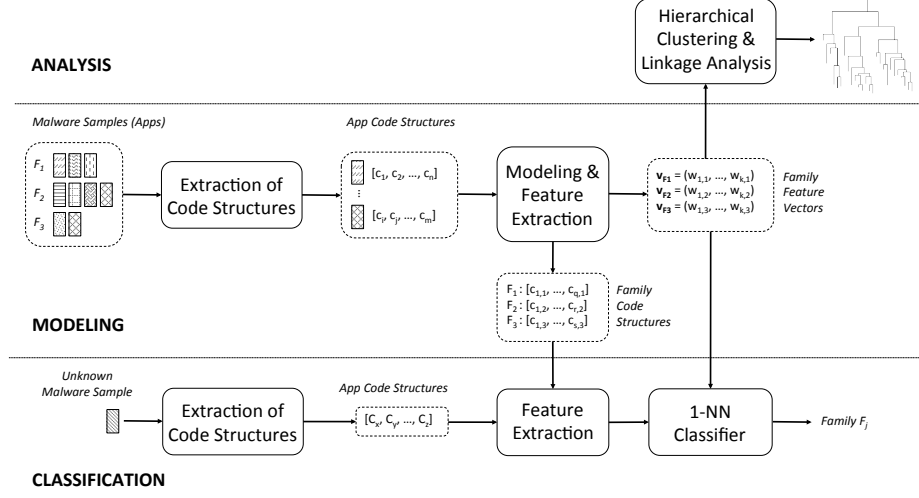 Hierarchical
Clustering &
Linkage Analysis
ANALYSIS
Malware Samples (Apps)
F1
F2
F3
Extraction of
Code Structures
App Code Structures
[c1, c2, ..., cn]
⋮
[ci, cj, ..., cm]
Modeling &
Feature
Extraction
vF1 = (w1,1, ..., wk,1)
vF2 = (w1,2, ..., wk,2)
vF3 = (w1,3, ..., wk,3)
Family
Feature
Vectors
F1 : [c1,1, ..., cq,1]
F2 : [c1,2, ..., cr,2]
F3 : [c1,3, ..., cs,3]
Family
Code
Structures
MODELING
Unknown
Malware Sample
Extraction of
Code Structures
App Code Structures
[Cx, Cy, ..., Cz]
Feature
Extraction
1-NN
Classifier
Family Fj
CLASSIFICATION